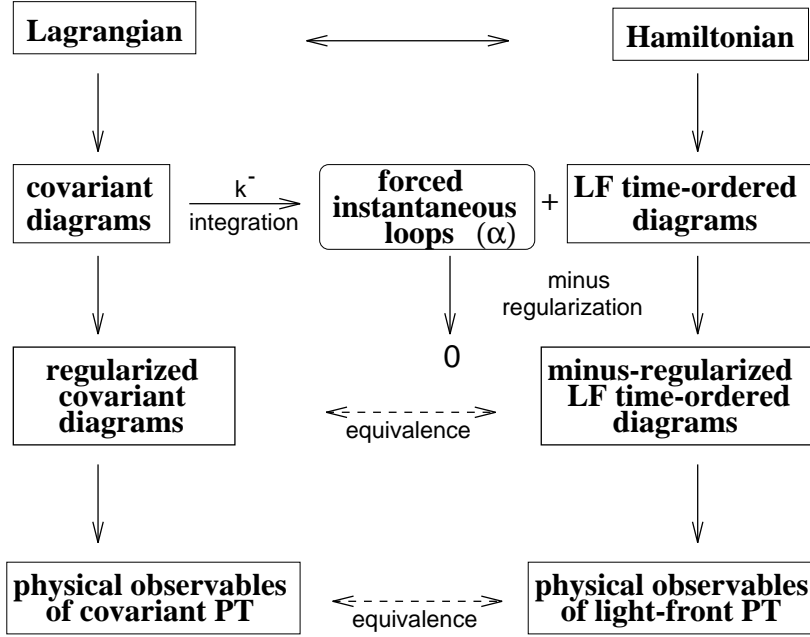 Lagrangian
Hamiltonian
covariant
diagrams
k⁻
integration
forced
instantaneous
loops (α)
+
LF time-ordered
diagrams
minus
regularization
0
regularized
covariant
diagrams
equivalence
minus-regularized
LF time-ordered
diagrams
physical observables
of covariant PT
equivalence
physical observables
of light-front PT